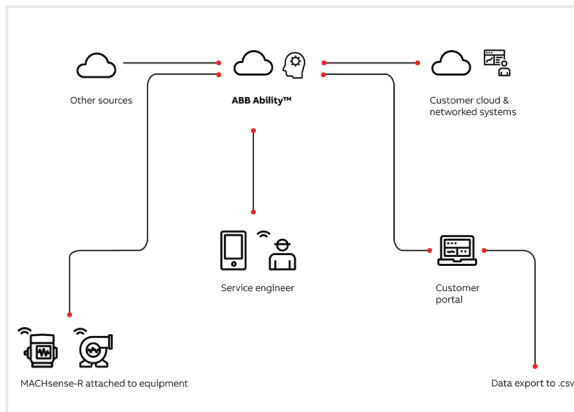 Other sources
ABB Ability™
Customer cloud &
networked systems
Service engineer
Customer
portal
MACHsense-R attached to equipment
Data export to .csv